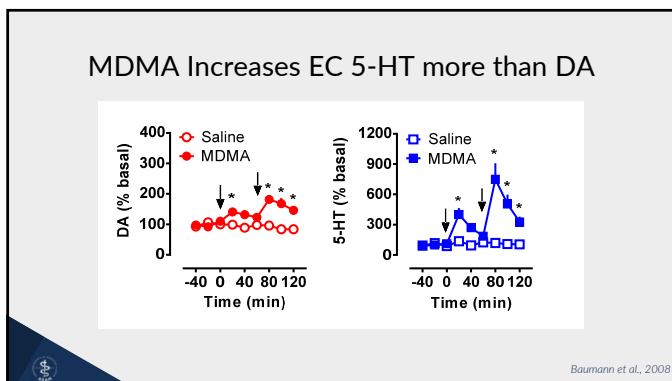 MDMA Increases EC 5-HT more than DA
400
300
200
100
0
DA (% basal)
Saline
MDMA
*
*
*
*
-40 0 40 80 120
Time (min)
1200
900
600
300
0
5-HT (% basal)
Saline
MDMA
*
*
*
*
-40 0 40 80 120
Time (min)
Baumann et al., 2008